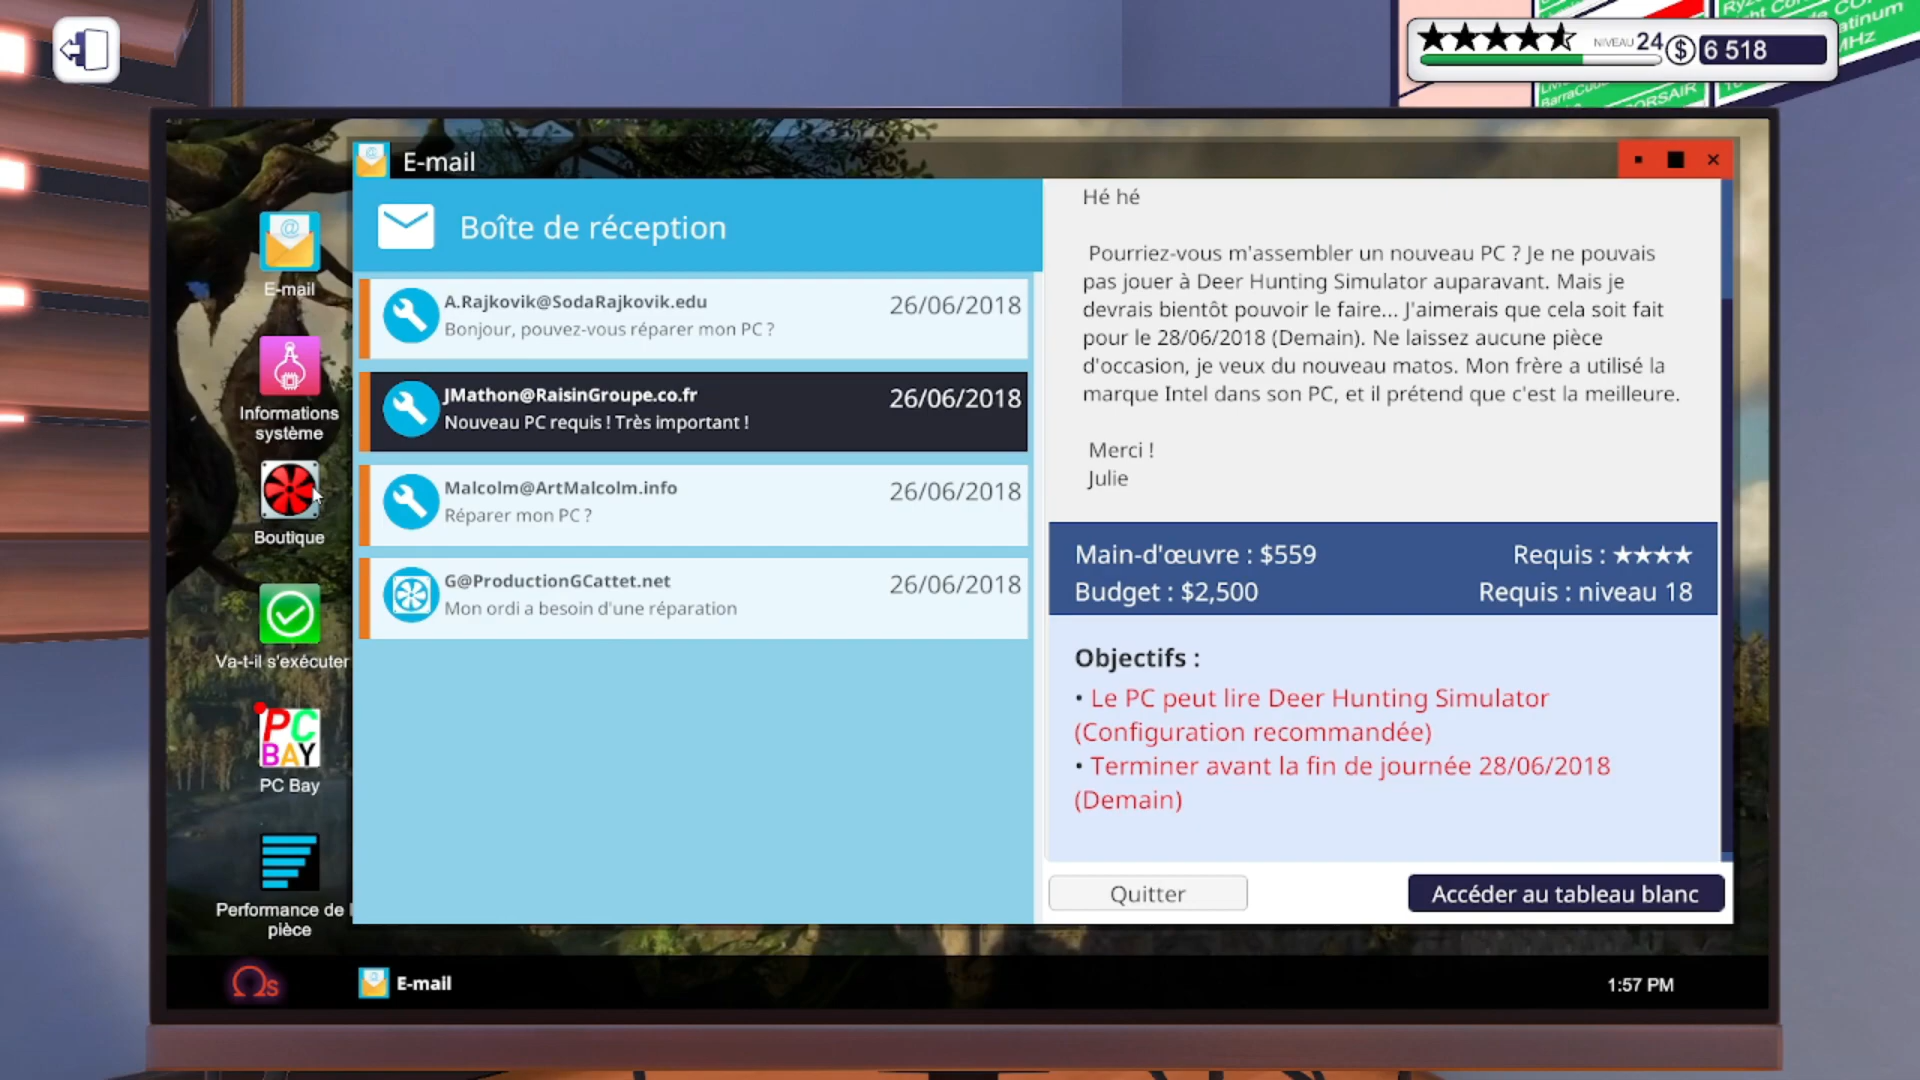 NIVEAU 24
$ 6 518
CORSAIR
E-mail
Boîte de réception
A.Rajkovik@SodaRajkovik.edu
26/06/2018
Bonjour, pouvez-vous réparer mon PC ?
JMathon@RaisinGroupe.co.fr
26/06/2018
Nouveau PC requis ! Très important !
Malcolm@ArtMalcolm.info
26/06/2018
Réparer mon PC ?
G@ProductionGCattet.net
26/06/2018
Mon ordi a besoin d'une réparation
Hé hé
Pourriez-vous m'assembler un nouveau PC ? Je ne pouvais
pas jouer à Deer Hunting Simulator auparavant. Mais je
devrais bientôt pouvoir le faire... J'aimerais que cela soit fait
pour le 28/06/2018 (Demain). Ne laissez aucune pièce
d'occasion, je veux du nouveau matos. Mon frère a utilisé la
marque Intel dans son PC, et il prétend que c'est la meilleure.
Merci !
Julie
Main-d'œuvre : $559
Requis : ★★★★
Budget : $2,500
Requis : niveau 18
Objectifs :
• Le PC peut lire Deer Hunting Simulator
(Configuration recommandée)
• Terminer avant la fin de journée 28/06/2018
(Demain)
Quitter
Accéder au tableau blanc
E-mail
Informations
système
Boutique
Va-t-il s'exécuter
PC
BAY
PC Bay
Performance de
pièce
Ωs
E-mail
1:57 PM